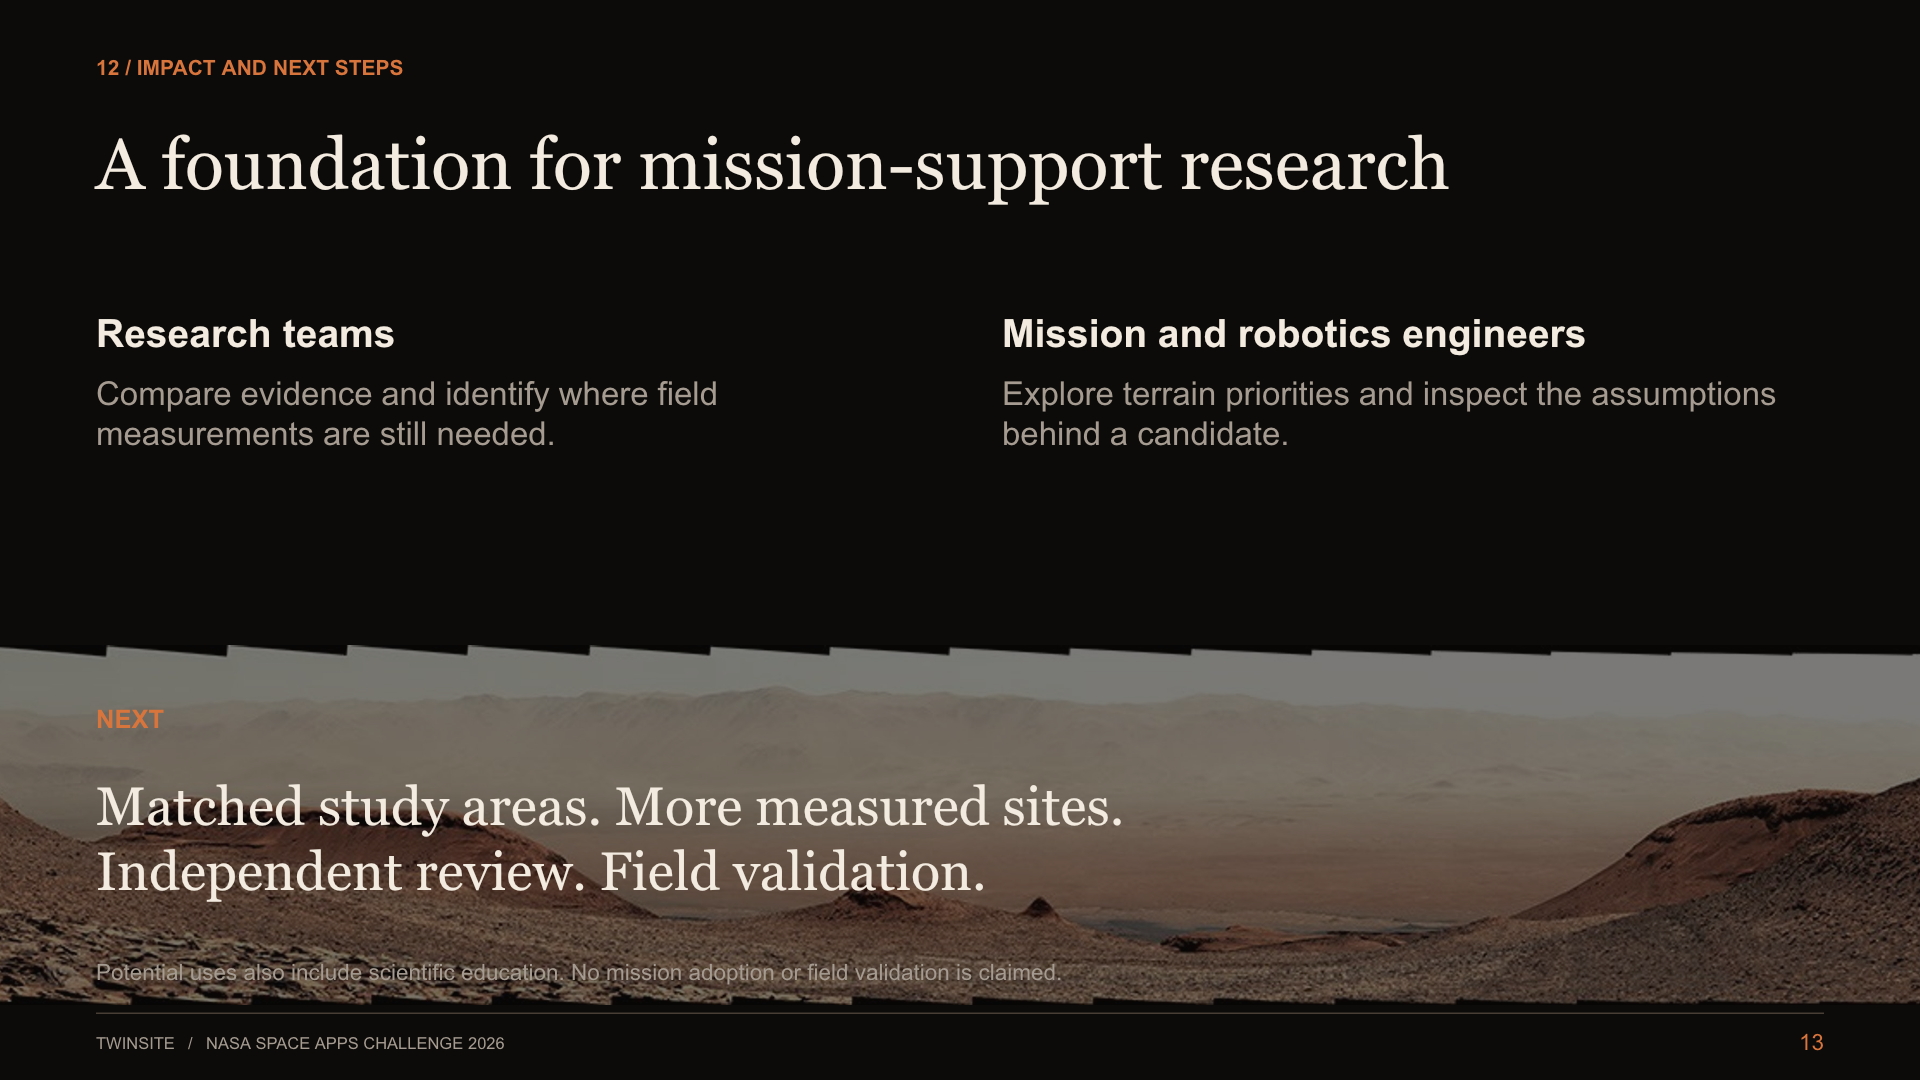 12 / IMPACT AND NEXT STEPS
A foundation for mission-support research
Research teams
Compare evidence and identify where field
measurements are still needed.
Mission and robotics engineers
Explore terrain priorities and inspect the assumptions
behind a candidate.
NEXT
Matched study areas. More measured sites.
Independent review. Field validation.
Potential uses also include scientific education. No mission adoption or field validation is claimed.
TWINSITE / NASA SPACE APPS CHALLENGE 2026
13